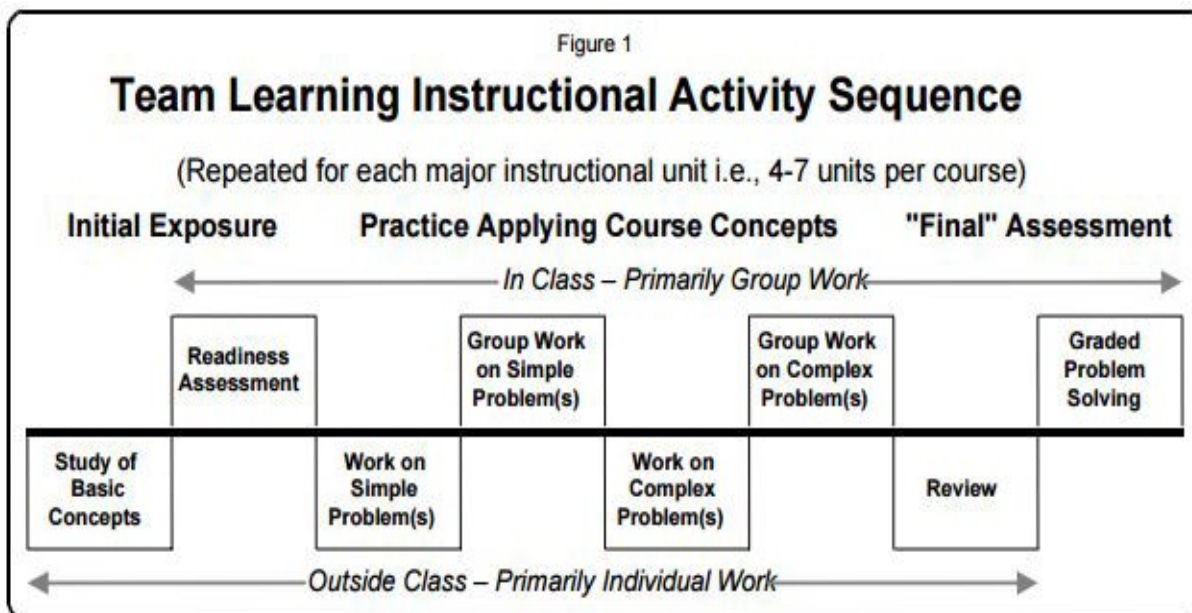 Figure 1
Team Learning Instructional Activity Sequence
(Repeated for each major instructional unit i.e., 4-7 units per course)
Initial Exposure
Practice Applying Course Concepts
"Final" Assessment
In Class – Primarily Group Work
Readiness
Assessment
Group Work
on Simple
Problem(s)
Group Work
on Complex
Problem(s)
Graded
Problem
Solving
Study of
Basic
Concepts
Work on
Simple
Problem(s)
Work on
Complex
Problem(s)
Review
Outside Class – Primarily Individual Work